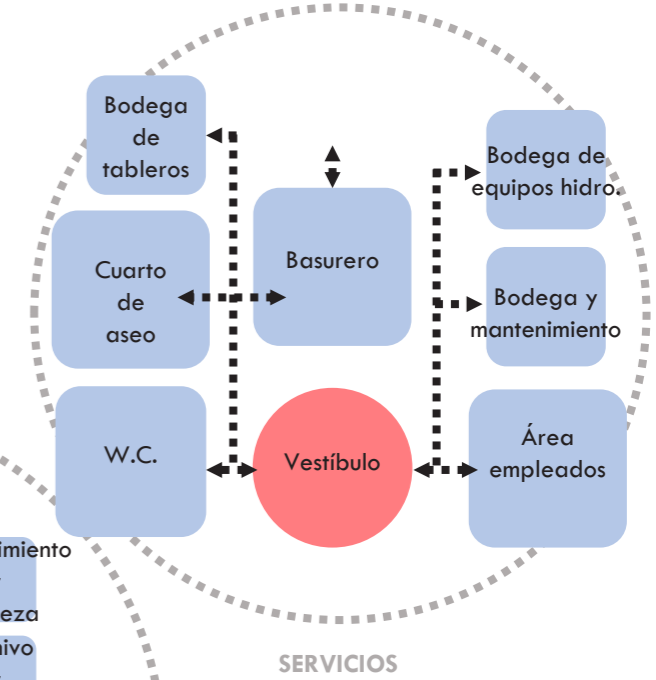 Bodega
de
tableros
Bodega de
equipos hidro.
Basurero
Cuarto
de
aseo
Bodega y
mantenimiento
W.C.
Vestíbulo
Área
empleados
SERVICIOS